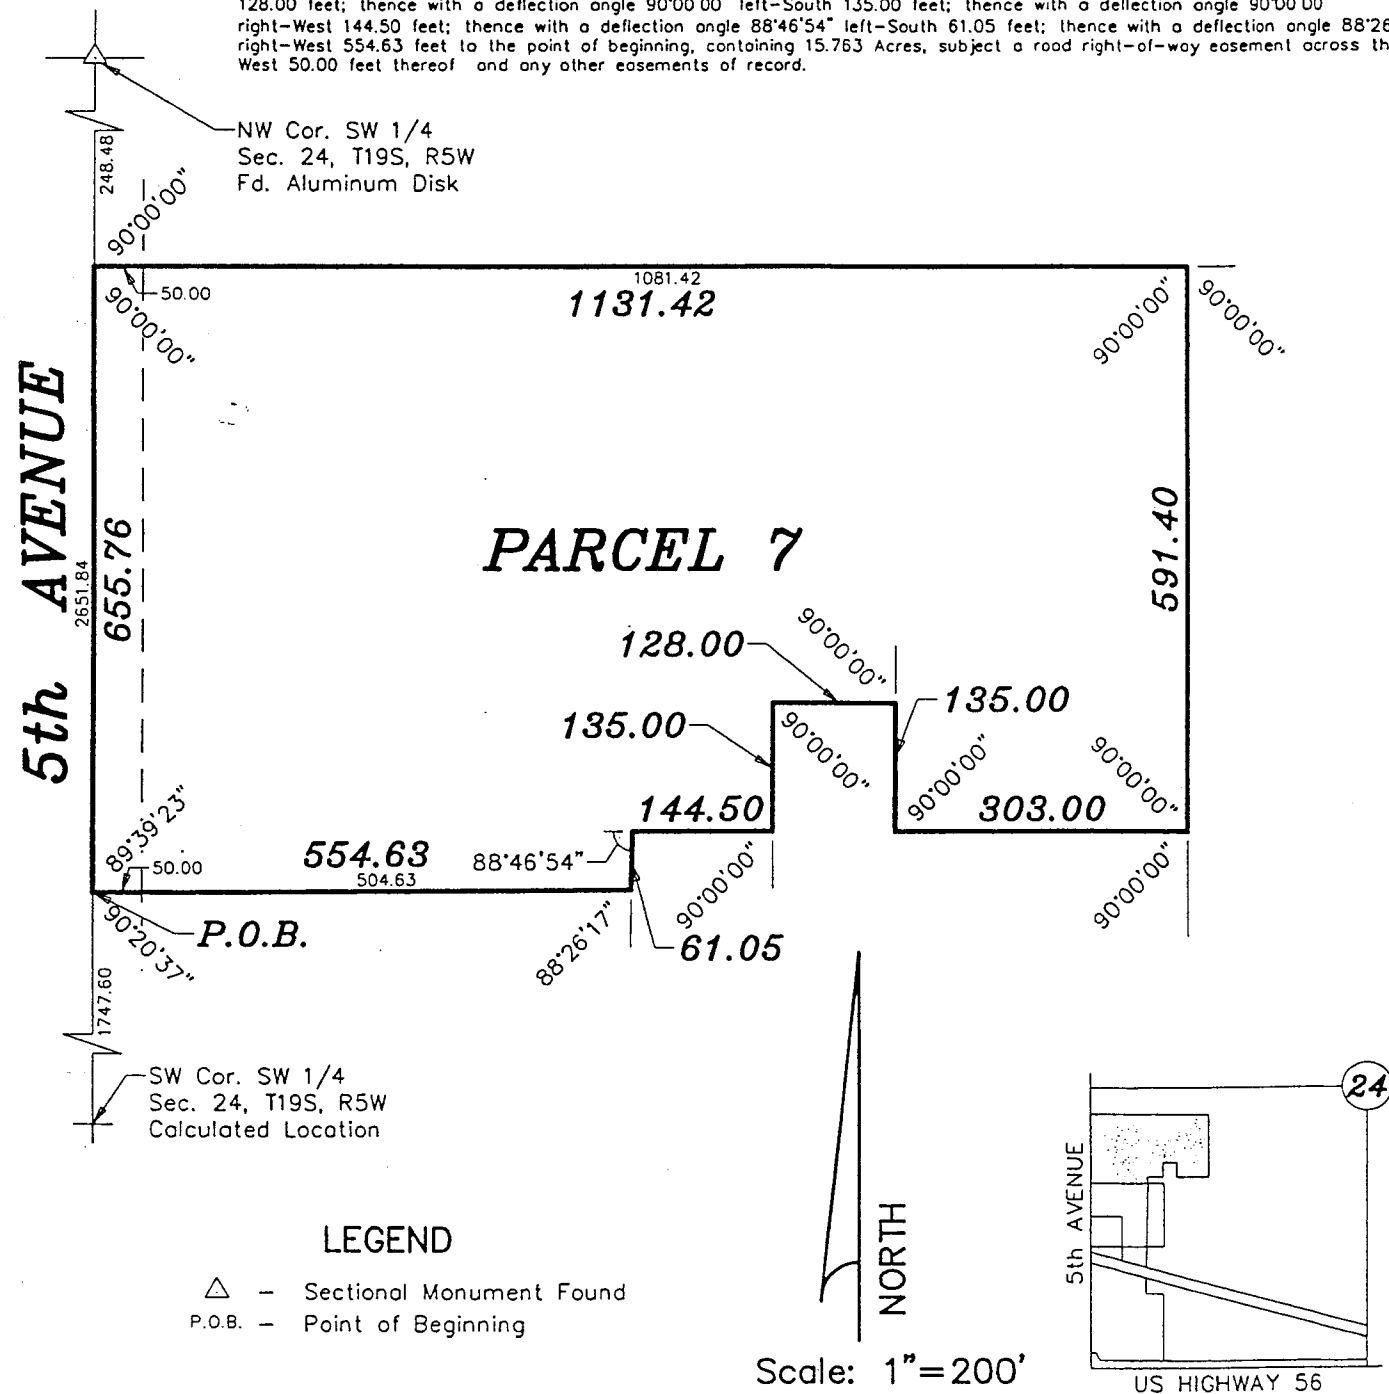 128.00 feet; thence with a deflection angle 90°00'00" left-South 135.00 feet; thence with a deflection angle 90°00'00"
right-West 144.50 feet; thence with a deflection angle 88°46'54" left-South 61.05 feet; thence with a deflection angle 88°26
right-West 554.63 feet to the point of beginning, containing 15.763 Acres, subject a road right-of-way easement across th
West 50.00 feet thereof and any other easements of record.
NW Cor. SW 1/4
Sec. 24, T19S, R5W
Fd. Aluminum Disk
248.48
90°00'00"
50.00
90°00'00"
1081.42
1131.42
90°00'00"
90°00'00"
5th AVENUE
2651.84
655.76
PARCEL 7
591.40
128.00
90°00'00"
135.00
135.00
90°00'00"
90°00'00"
90°00'00"
144.50
303.00
89°39'23"
50.00
554.63
504.63
88°46'54"
90°00'00"
90°00'00"
P.O.B.
90°20'37"
88°26'17"
61.05
1747.60
SW Cor. SW 1/4
Sec. 24, T19S, R5W
Calculated Location
LEGEND
△ – Sectional Monument Found
P.O.B. – Point of Beginning
NORTH
Scale: 1"=200'
24
5th AVENUE
US HIGHWAY 56